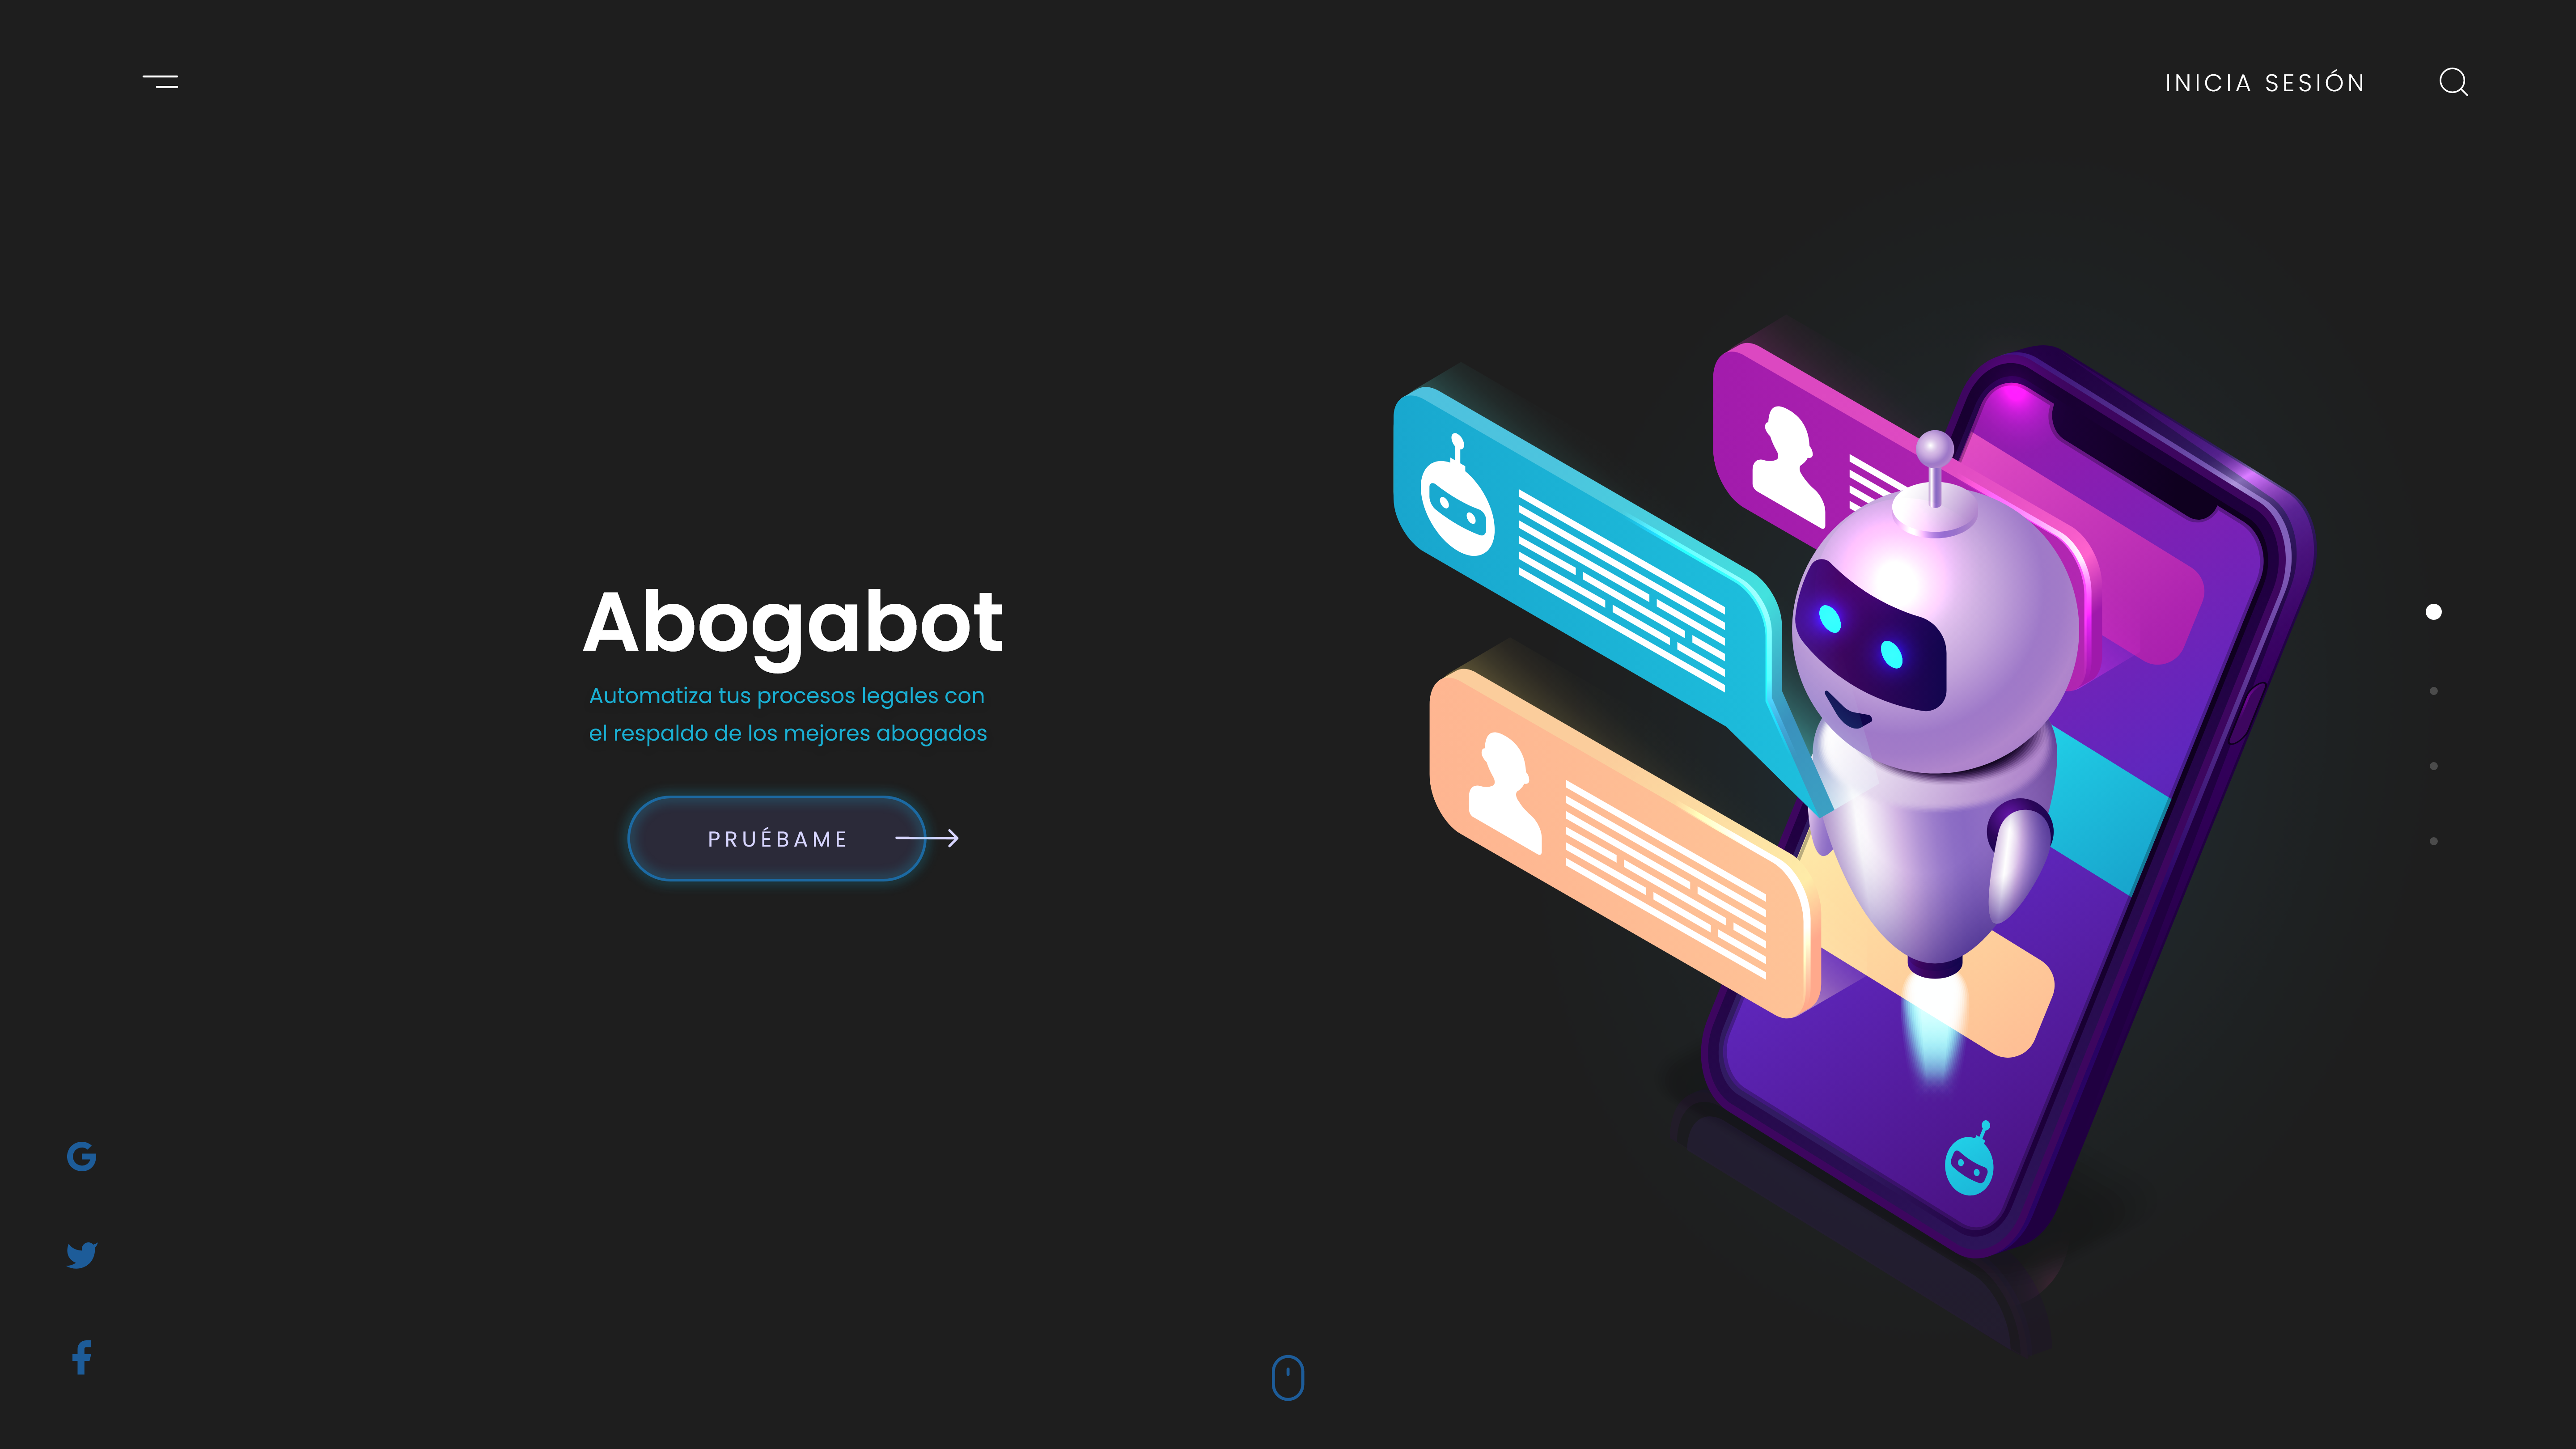 INICIA SESIÓN
Abogabot
Automatiza tus procesos legales con
el respaldo de los mejores abogados
PRUÉBAME